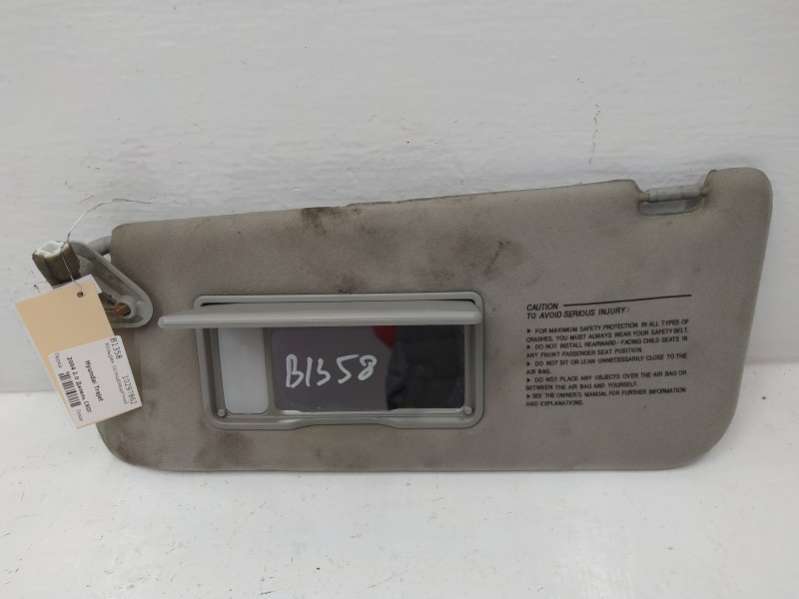 B1358
CAUTION
TO AVOID SERIOUS INJURY:
▶ FOR MAXIMUM SAFETY PROTECTION IN ALL TYPES OF
CRASHES, YOU MUST ALWAYS WEAR YOUR SAFETY BELT.
▶ DO NOT INSTALL REARWARD-FACING CHILD SEATS IN
ANY FRONT PASSENGER SEAT POSITION.
▶ DO NOT SIT OR LEAN UNNECESSARILY CLOSE TO THE
AIR BAG.
▶ DO NOT PLACE ANY OBJECTS OVER THE AIR BAG OR
BETWEEN THE AIR BAG AND YOURSELF.
▶ SEE THE OWNER'S MANUAL FOR FURTHER INFORMATION
AND EXPLANATIONS.
B1358
Hyundai Trajet